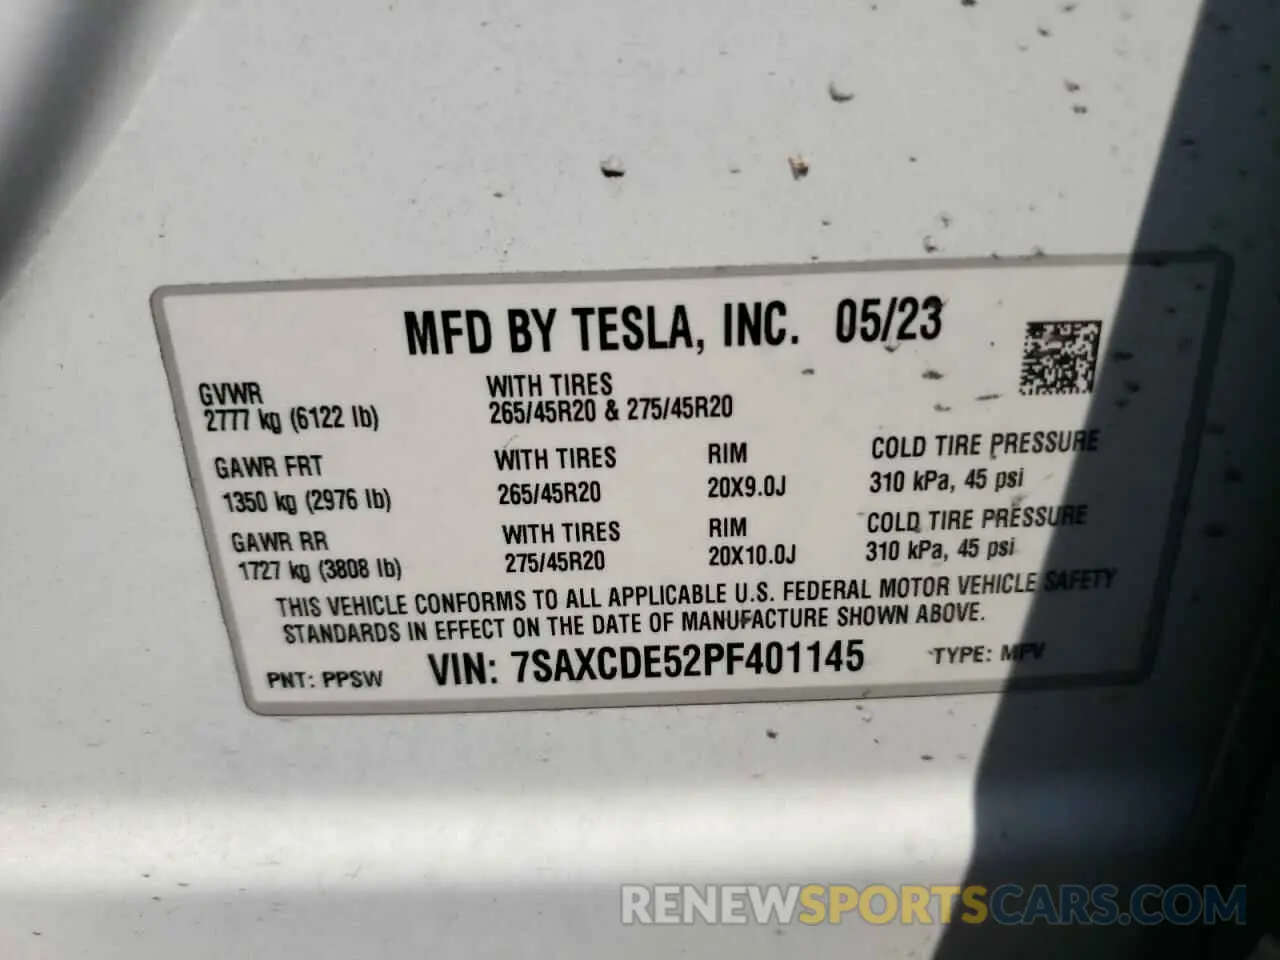 MFD BY TESLA, INC. 05/23
GVWR WITH TIRES
2777 kg (6122 lb) 265/45R20 & 275/45R20
GAWR FRT WITH TIRES RIM COLD TIRE PRESSURE
1350 kg (2976 lb) 265/45R20 20X9.0J 310 kPa, 45 psi
GAWR RR WITH TIRES RIM COLD TIRE PRESSURE
1727 kg (3808 lb) 275/45R20 20X10.0J 310 kPa, 45 psi
THIS VEHICLE CONFORMS TO ALL APPLICABLE U.S. FEDERAL MOTOR VEHICLE SAFETY
STANDARDS IN EFFECT ON THE DATE OF MANUFACTURE SHOWN ABOVE.
PNT: PPSW VIN: 7SAXCDE52PF401145 TYPE: MPV
RENEWSPORTSCARS.COM